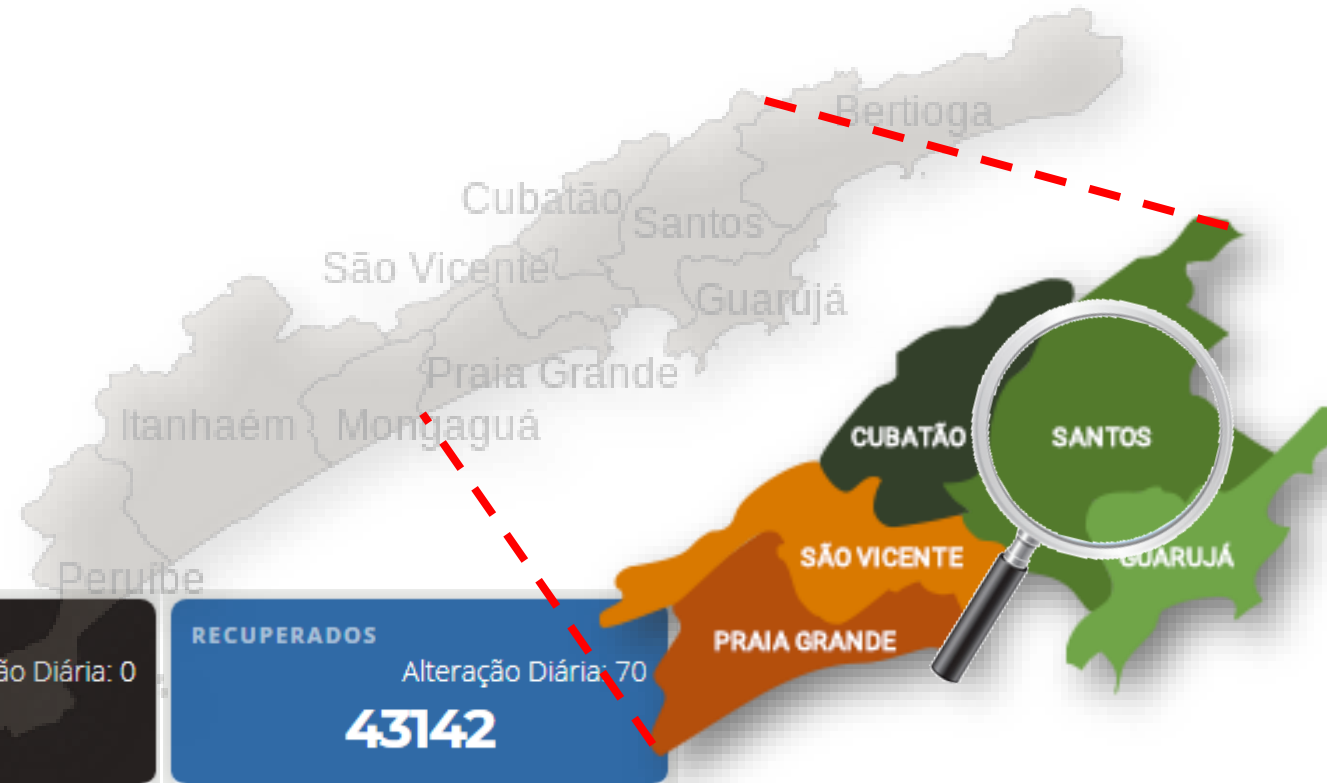 Bertioga
Cubatão
Santos
São Vicente
Guarujá
Praia Grande
Itanhaém
Mongaguá
Peruíbe
CUBATÃO
SANTOS
SÃO VICENTE
GUARUJÁ
PRAIA GRANDE
ão Diária: 0
RECUPERADOS
Alteração Diária: 70
43142